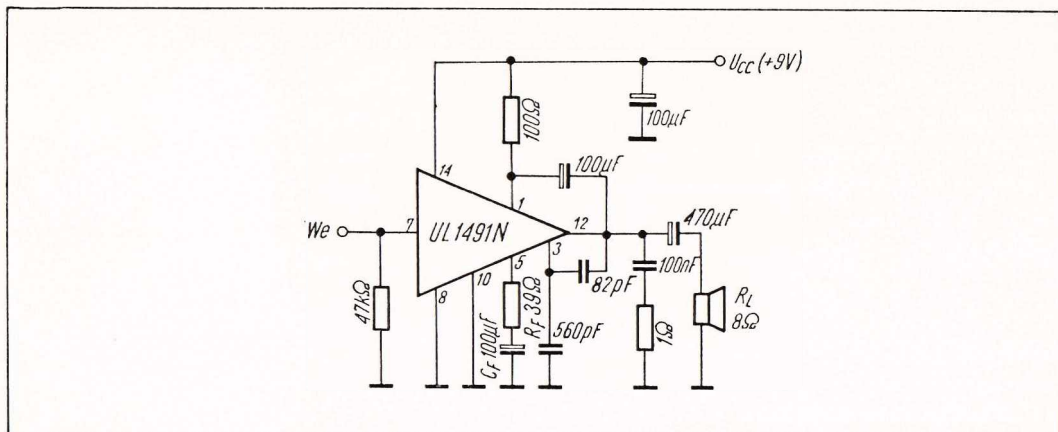 U_CC (+9V)
100Ω
100µF
100µF
14
1
470µF
We
7
UL1491N
12
3
100nF
5
10
82pF
47kΩ
8
R_F 39Ω
560pF
1Ω
R_L
8Ω
C_F 100µF